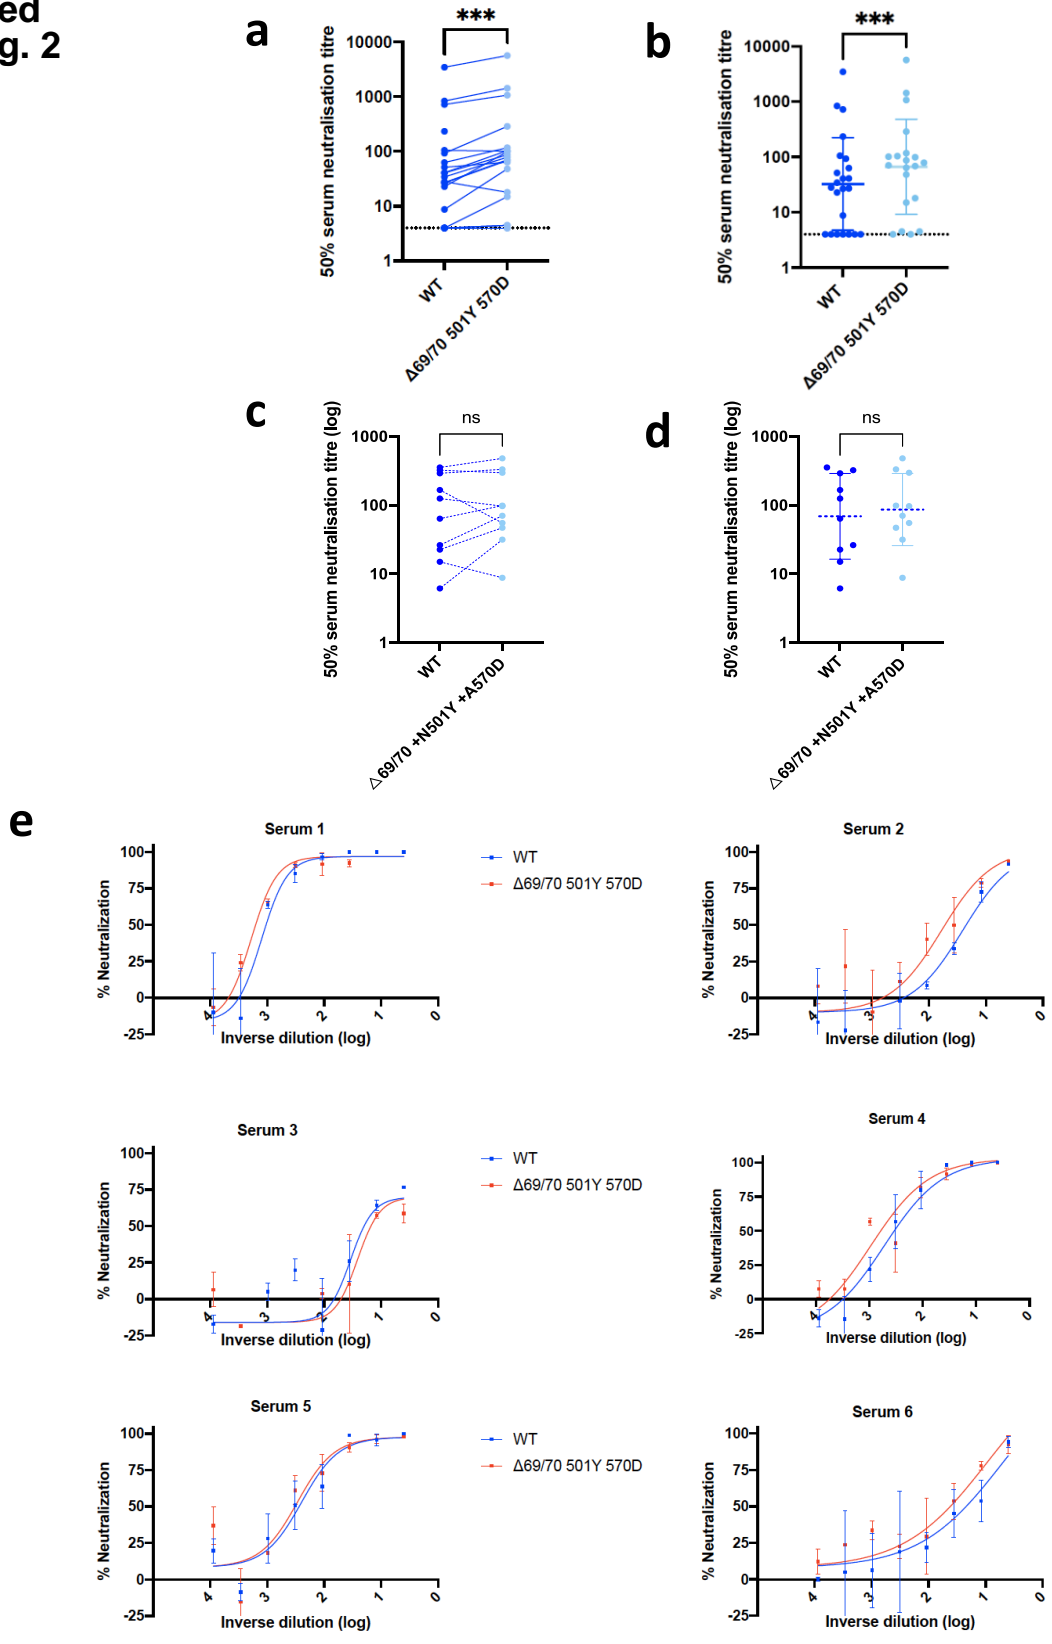 ed
g. 2
a
***
50% serum neutralisation titre
10000
1000
100
10
1
WT
Δ69/70 501Y 570D
b
***
50% serum neutralisation titre
10000
1000
100
10
1
WT
Δ69/70 501Y 570D
c
ns
50% serum neutralisation titre (log)
1000
100
10
1
WT
△69/70 +N501Y +A570D
d
ns
50% serum neutralisation titre (log)
1000
100
10
1
WT
△69/70 +N501Y +A570D
e
Serum 1
% Neutralization
100
75
50
25
0
-25
4 3 2 1 0
Inverse dilution (log)
WT
Δ69/70 501Y 570D
Serum 2
% Neutralization
100
75
50
25
0
-25
4 3 2 1 0
Inverse dilution (log)
Serum 3
% Neutralization
100
75
50
25
0
-25
4 3 2 1 0
Inverse dilution (log)
WT
Δ69/70 501Y 570D
Serum 4
% Neutralization
100
75
50
25
0
-25
4 3 2 1 0
Inverse dilution (log)
Serum 5
% Neutralization
100
75
50
25
0
-25
4 3 2 1 0
Inverse dilution (log)
WT
Δ69/70 501Y 570D
Serum 6
% Neutralization
100
75
50
25
0
-25
4 3 2 1 0
Inverse dilution (log)